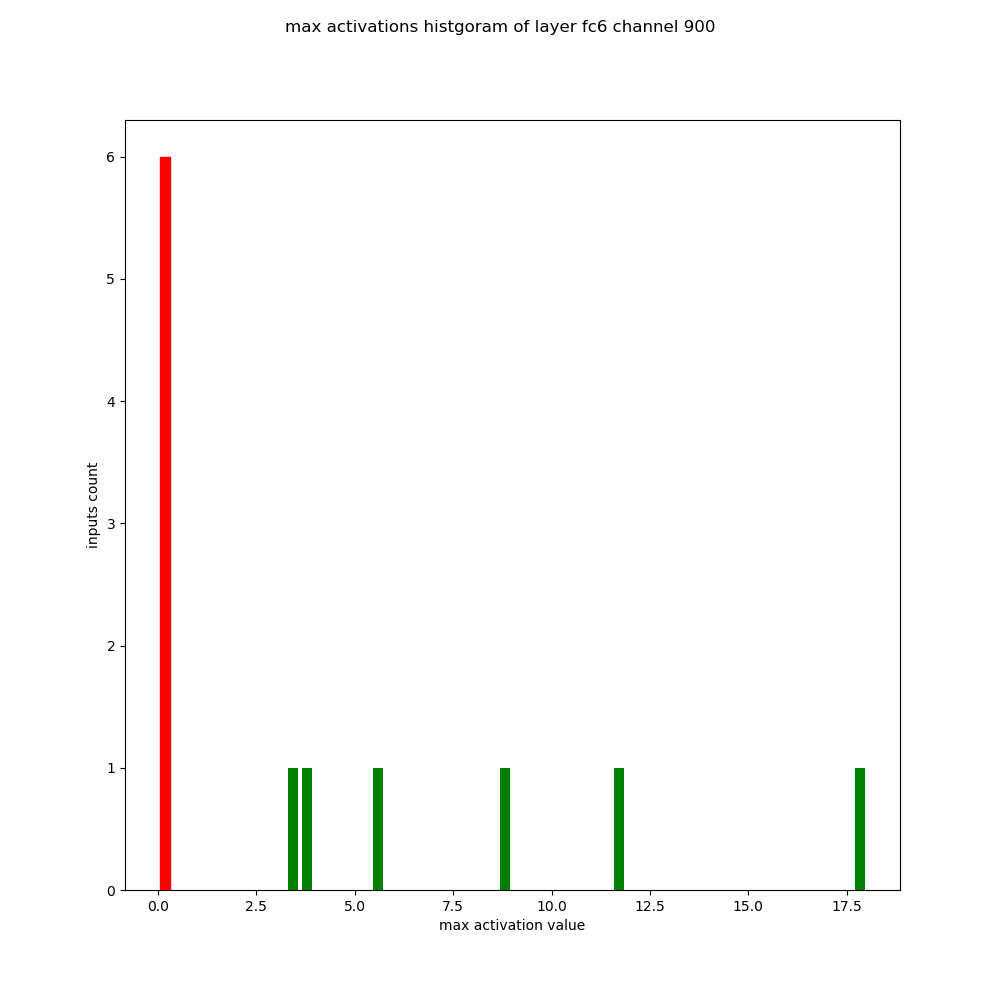 max activations histgoram of layer fc6 channel 900
6
5
4
3
2
1
0
inputs count
0.0 2.5 5.0 7.5 10.0 12.5 15.0 17.5
max activation value